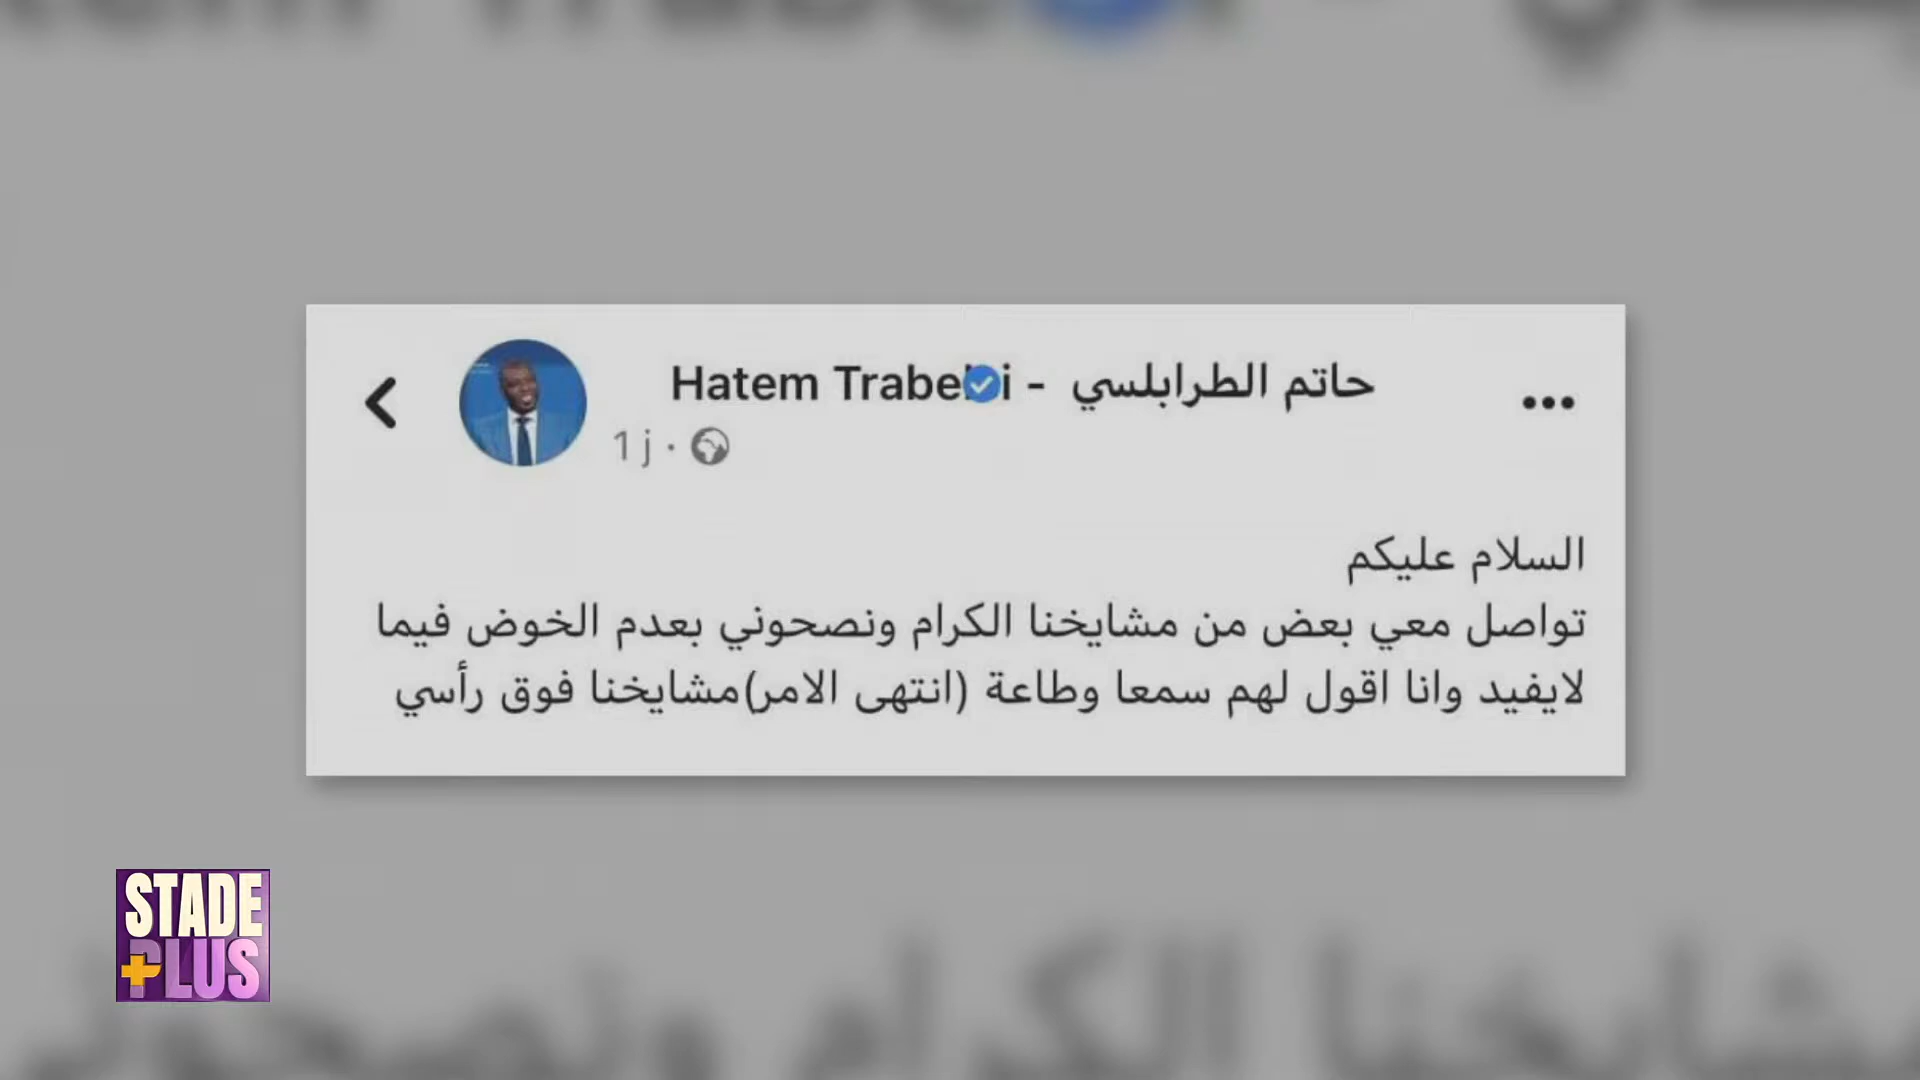 Hatem Trabelsi - حاتم الطرابلسي
1 j ·
السلام عليكم
تواصل معي بعض من مشايخنا الكرام ونصحوني بعدم الخوض فيما
لايفيد وانا اقول لهم سمعا وطاعة (انتهى الامر)مشايخنا فوق رأسي
STADE
PLUS